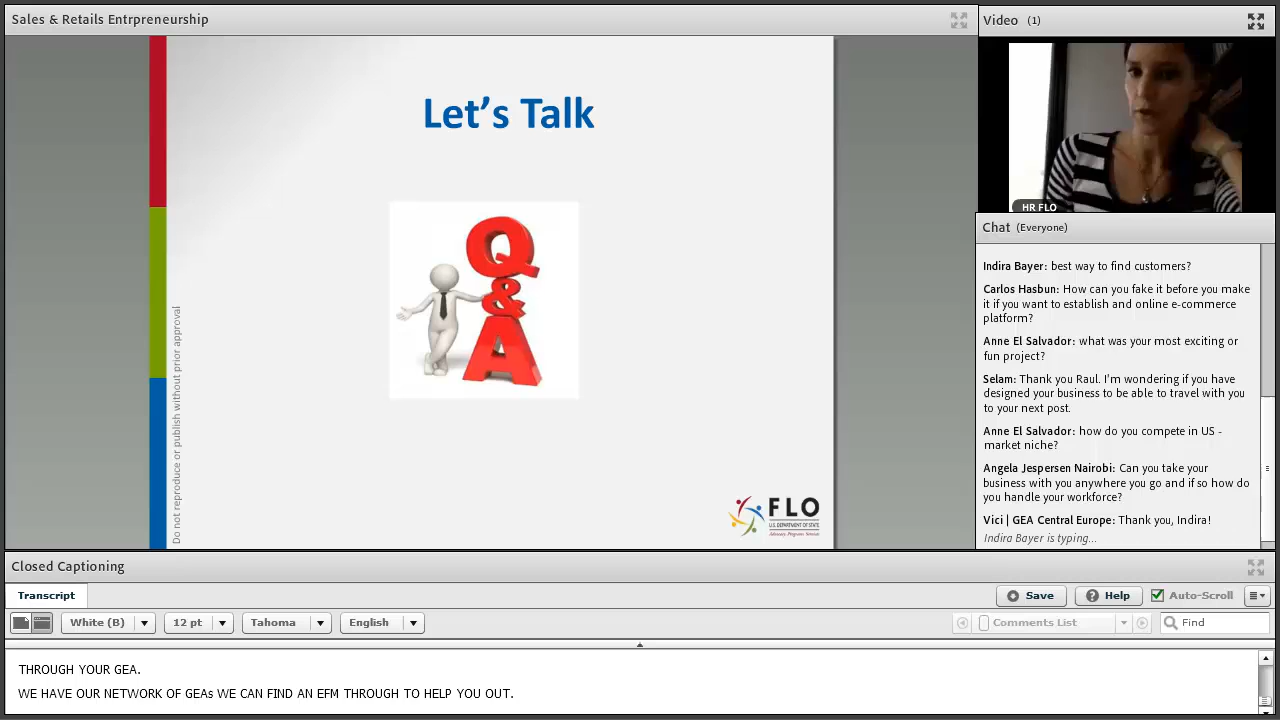 Sales & Retails Entrpreneurship
Let's Talk
Q
&
A
Do not reproduce or publish without prior approval
FLO
U.S. DEPARTMENT OF STATE
Advocacy, Programs, Services
Video (1)
HR FLO
Chat (Everyone)
Indira Bayer: best way to find customers?
Carlos Hasbun: How can you fake it before you make
it if you want to establish and online e-commerce
platform?
Anne El Salvador: what was your most exciting or
fun project?
Selam: Thank you Raul. I'm wondering if you have
designed your business to be able to travel with you
to your next post.
Anne El Salvador: how do you compete in US -
market niche?
Angela Jespersen Nairobi: Can you take your
business with you anywhere you go and if so how do
you handle your workforce?
Vici | GEA Central Europe: Thank you, Indira!
Indira Bayer is typing...
Closed Captioning
Transcript
Save
Help
Auto-Scroll
White (B)
12 pt
Tahoma
English
Comments List
Find
THROUGH YOUR GEA.
WE HAVE OUR NETWORK OF GEAs WE CAN FIND AN EFM THROUGH TO HELP YOU OUT.